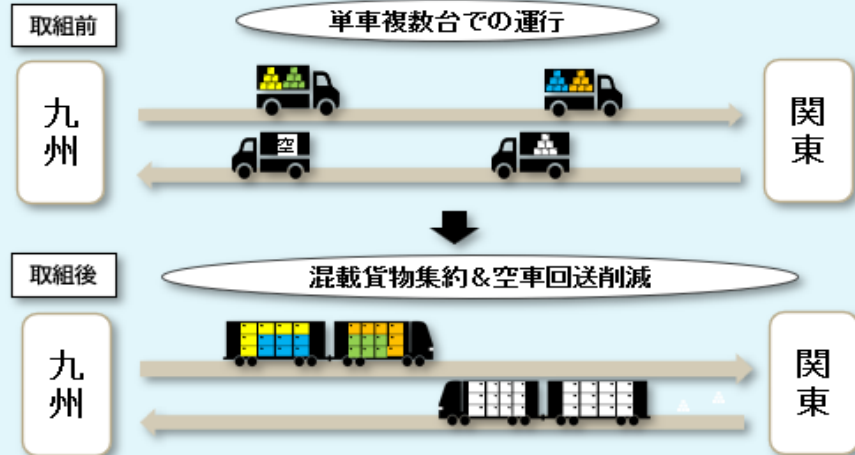 取組前
単車複数台での運行
九州
関東
空
取組後
混載貨物集約&空車回送削減
九州
関東